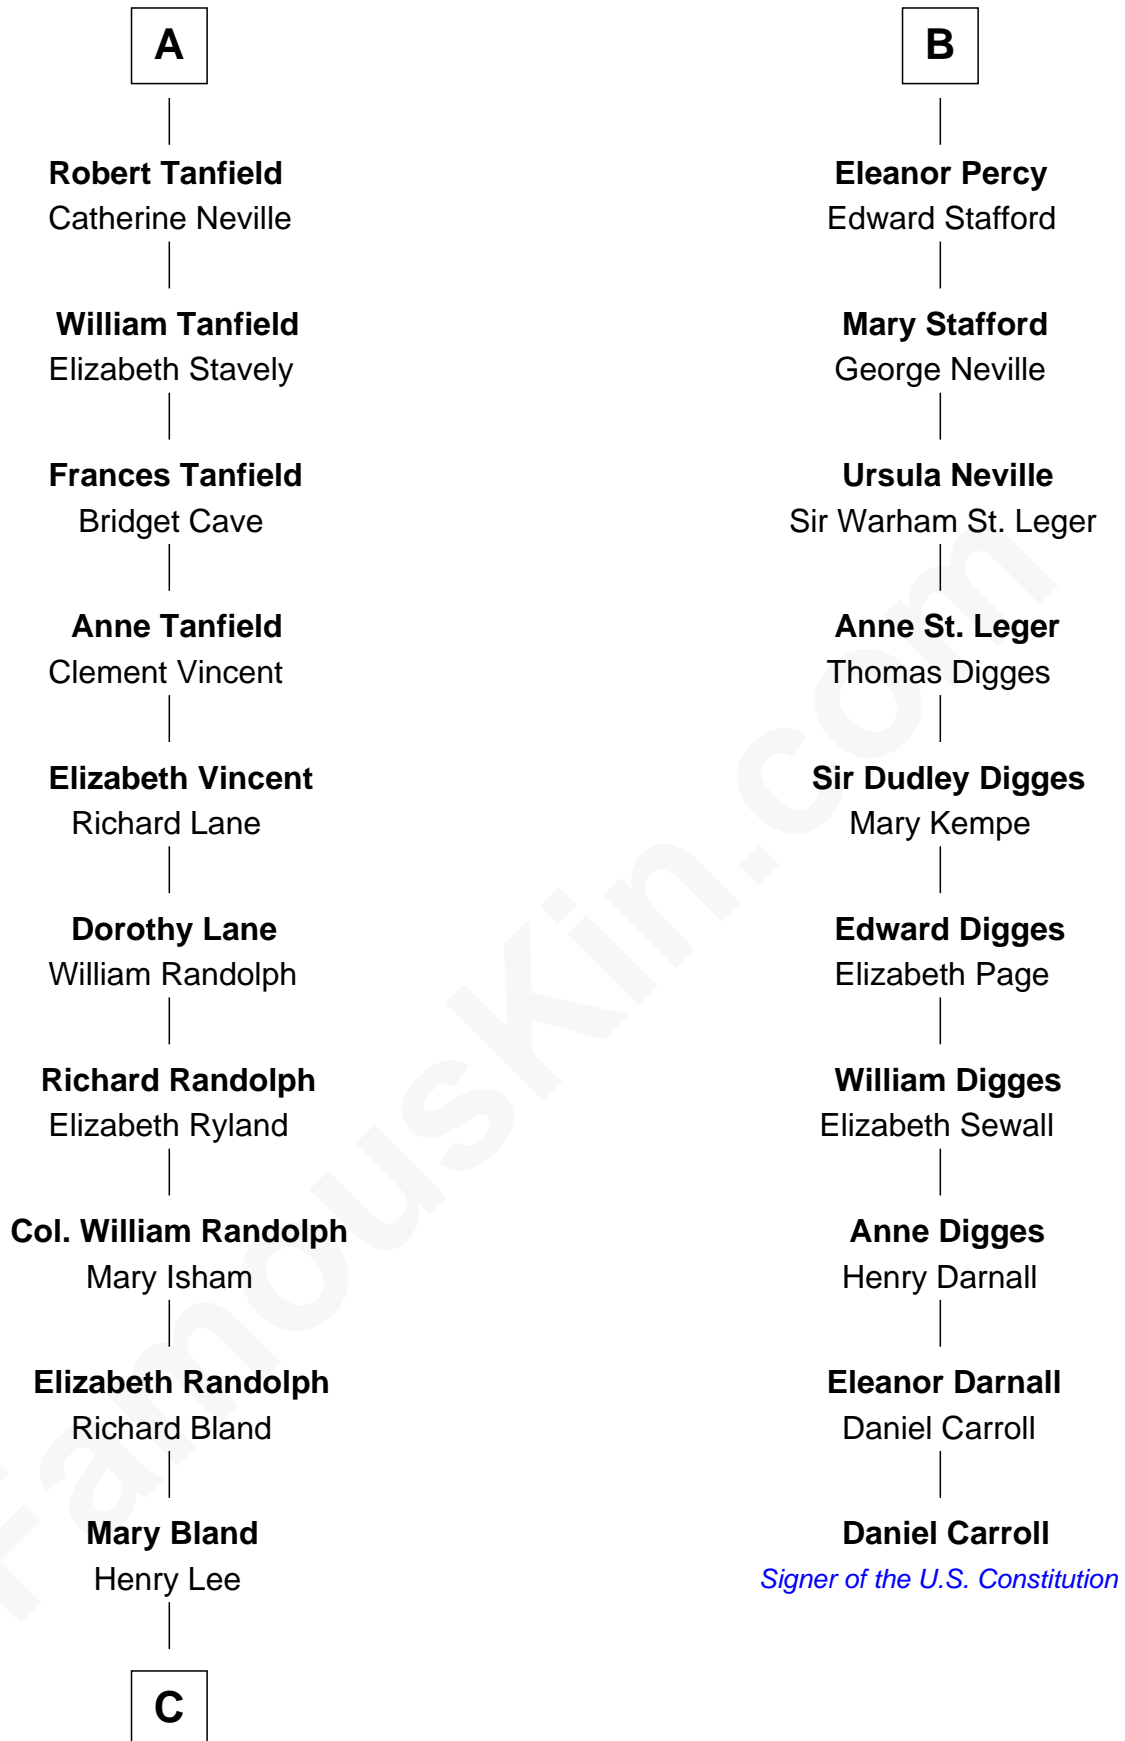 A
Robert Tanfield
Catherine Neville
William Tanfield
Elizabeth Stavely
Frances Tanfield
Bridget Cave
Anne Tanfield
Clement Vincent
Elizabeth Vincent
Richard Lane
Dorothy Lane
William Randolph
Richard Randolph
Elizabeth Ryland
Col. William Randolph
Mary Isham
Elizabeth Randolph
Richard Bland
Mary Bland
Henry Lee
C
B
Eleanor Percy
Edward Stafford
Mary Stafford
George Neville
Ursula Neville
Sir Warham St. Leger
Anne St. Leger
Thomas Digges
Sir Dudley Digges
Mary Kempe
Edward Digges
Elizabeth Page
William Digges
Elizabeth Sewall
Anne Digges
Henry Darnall
Eleanor Darnall
Daniel Carroll
Daniel Carroll
Signer of the U.S. Constitution
FamousKin.com